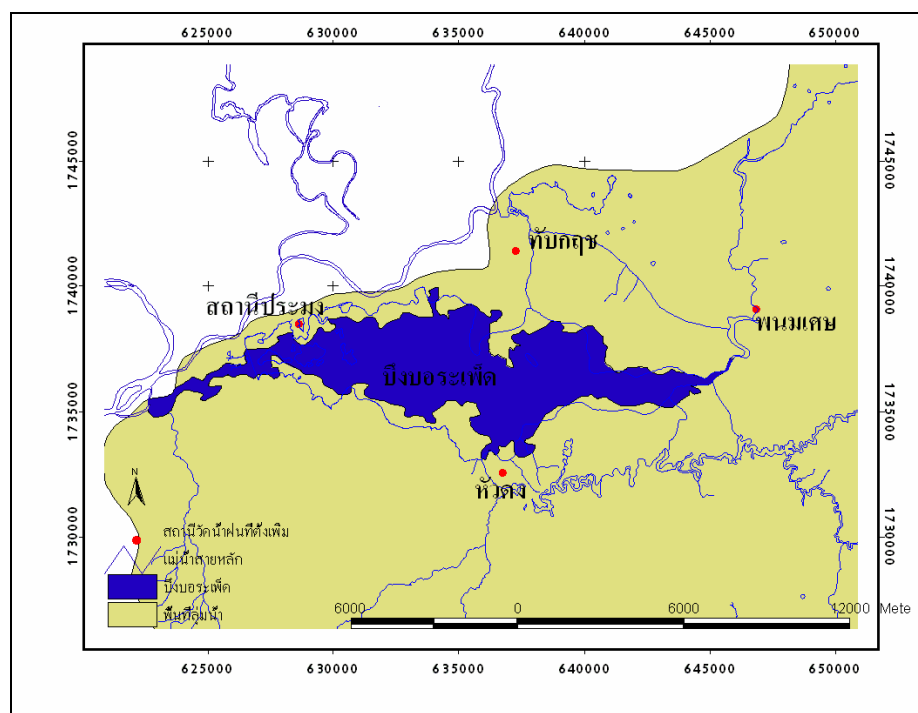 625000 630000 635000 640000 645000 650000
1745000 1745000
ทับกฤช
1740000 1740000
สถานีประมง
พนมเศษ
บึงบอระเพ็ด
1735000 1735000
หัวดง
N
สถานีวัดน้ำฝนที่ตั้งเพิ่ม
1730000 1730000
แม่น้ำสายหลัก
บึงบอระเพ็ด
พื้นที่ลุ่มน้ำ
6000 0 6000 12000 Mete
625000 630000 635000 640000 645000 650000